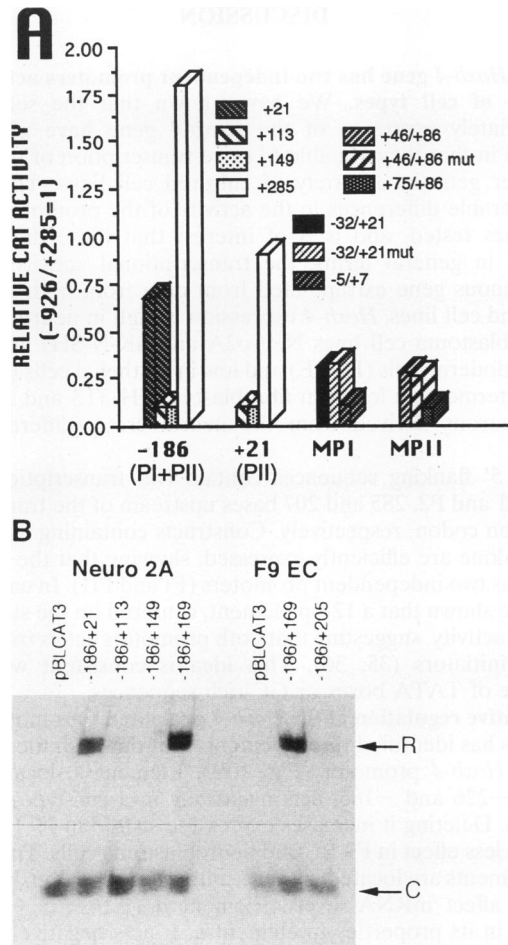 DISCUSSION
A
2.00
1.75
1.50
1.25
1.00
0.75
0.50
0.25
0.00
RELATIVE CAT ACTIVITY
[-926/+285=1]
+21
+113
+149
+285
+46/+86
+46/+86 mut
+75/+86
-32+21
-32+21mut
-5/+7
-186
(PI+PII)
+21
(PII)
MPI
MPII
B
Neuro 2A
F9 EC
pBLCAT3
-186/+21
-186/+113
-186/+149
-186/+169
pBLCAT3
-186/+169
-186/+205
R
C